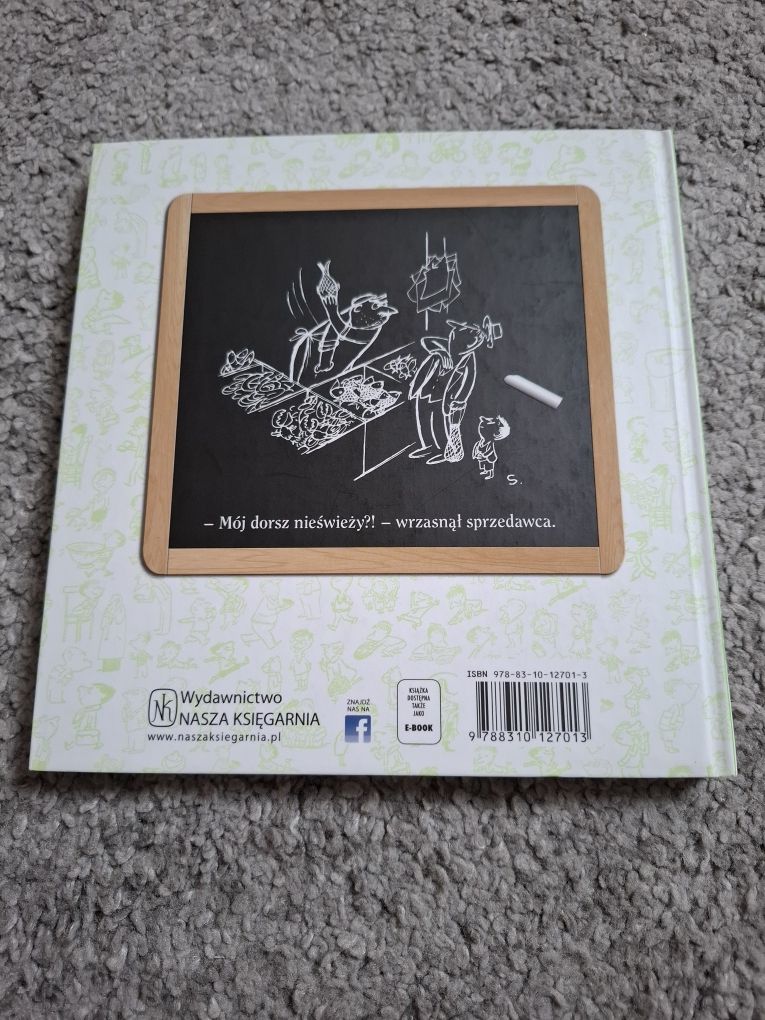 S.
– Mój dorsz nieświeży?! – wrzasnął sprzedawca.
NK
Wydawnictwo
NASZA KSIĘGARNIA
www.naszaksiegarnia.pl
ZNAJDŹ
NAS NA
f
KSIĄŻKA
DOSTĘPNA
TAKŻE
JAKO
E-BOOK
ISBN 978-83-10-12701-3
9 788310 127013